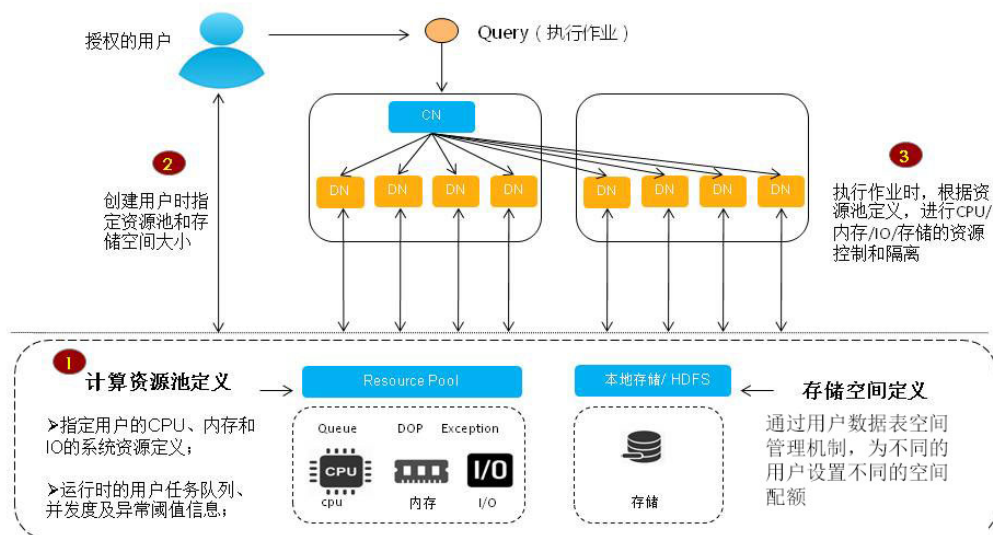 授权的用户
Query（执行作业）
CN
DN DN DN DN
DN DN DN DN
2
创建用户时指
定资源池和存
储空间大小
3
执行作业时，根据资
源池定义，进行CPU/
内存/IO/存储的资源
控制和隔离
1
计算资源池定义
➢指定用户的CPU、内存和
IO的系统资源定义；
➢运行时的用户任务队列、
并发度及异常阈值信息；
Resource Pool
Queue DOP Exception
CPU
I/O
cpu 内存 I/O
本地存储/ HDFS
存储
存储空间定义
通过用户数据表空间
管理机制，为不同的
用户设置不同的空间
配额